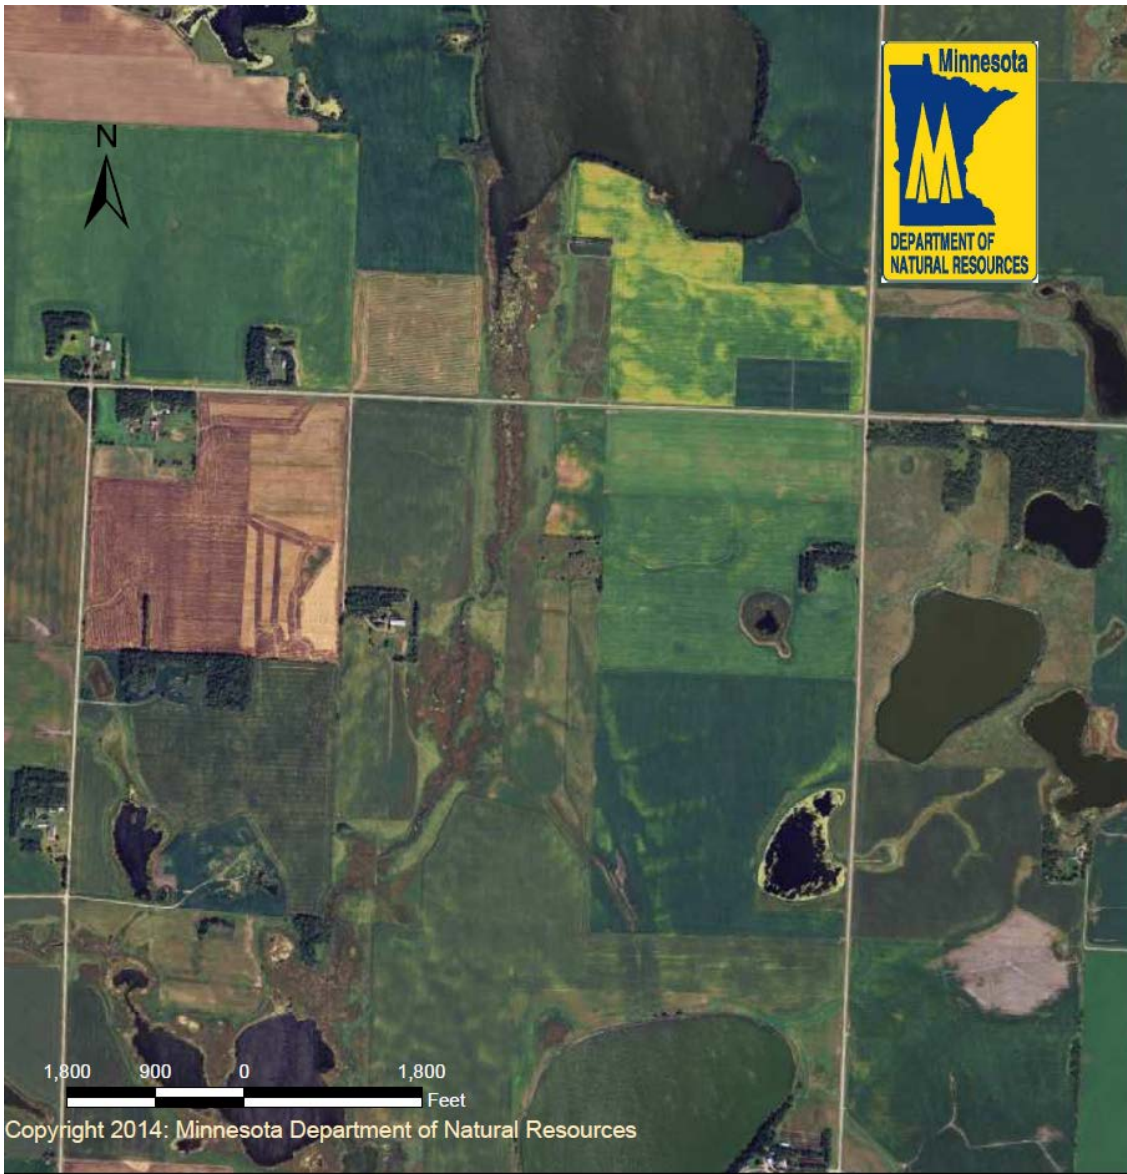 Minnesota
DEPARTMENT OF
NATURAL RESOURCES
N
1,800 900 0 1,800
Feet
Copyright 2014: Minnesota Department of Natural Resources